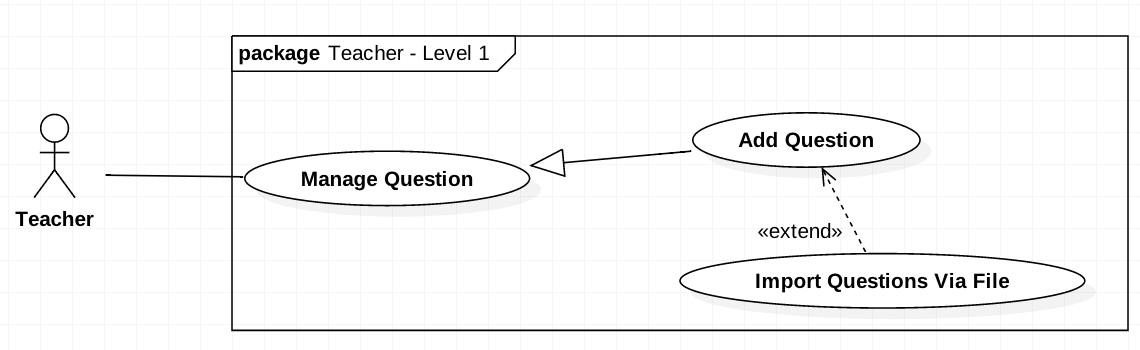 package Teacher - Level 1
Add Question
Manage Question
Teacher
«extend»
Import Questions Via File